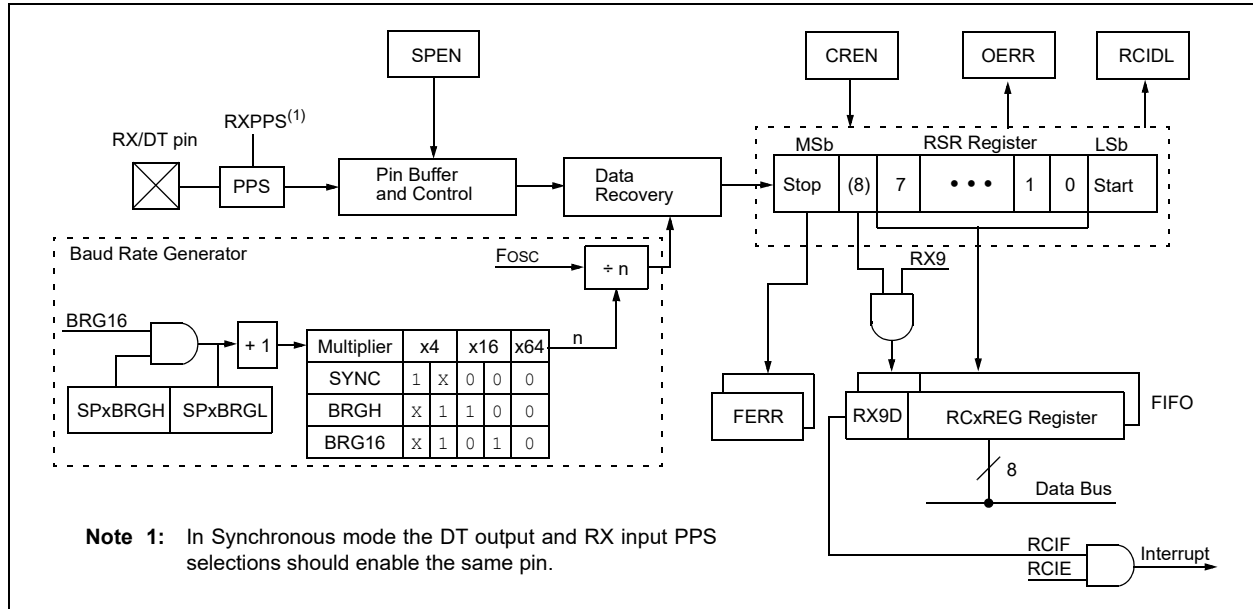 SPEN
CREN
OERR
RCIDL
RXPPS(1)
RX/DT pin
PPS
Pin Buffer
and Control
Data
Recovery
MSb
RSR Register
LSb
Stop
(8)
7
• • •
1
0
Start
Baud Rate Generator
FOSC
÷ n
RX9
BRG16
+ 1
n
Multiplier x4 x16 x64
SYNC 1 X 0 0 0
BRGH X 1 1 0 0
BRG16 X 1 0 1 0
SPxBRGH
SPxBRGL
FERR
RX9D
RCxREG Register
FIFO
8
Data Bus
Note 1: In Synchronous mode the DT output and RX input PPS
selections should enable the same pin.
RCIF
RCIE
Interrupt